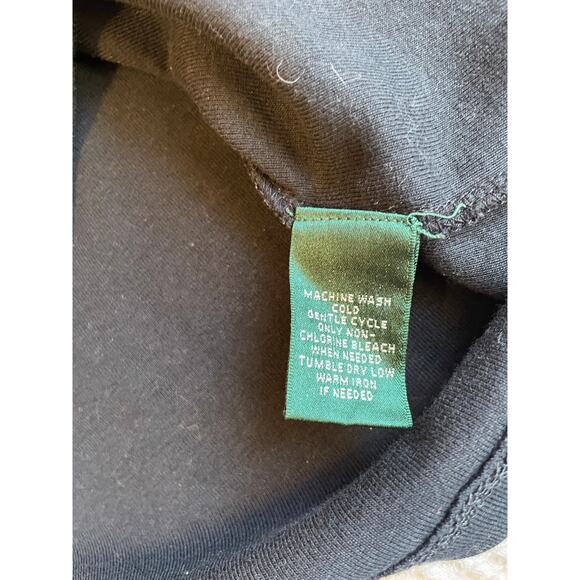 MACHINE WASH
COLD
GENTLE CYCLE
ONLY NON-
CHLORINE BLEACH
WHEN NEEDED
TUMBLE DRY LOW
WARM IRON
IF NEEDED